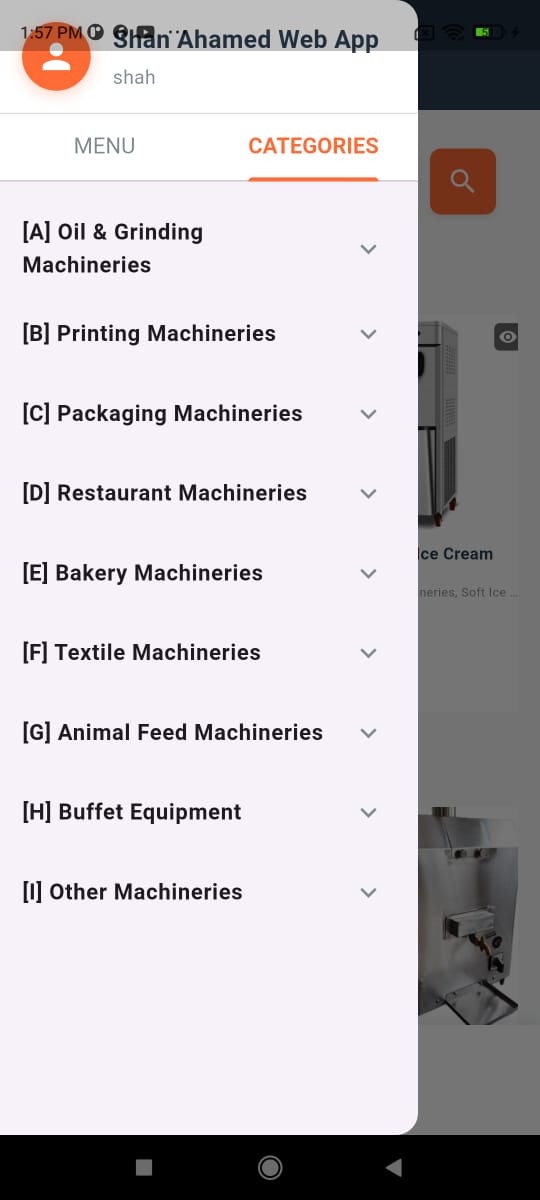 1:57 PM
51
Shan Ahamed Web App
shah
MENU
CATEGORIES
[A] Oil & Grinding
Machineries
[B] Printing Machineries
[C] Packaging Machineries
[D] Restaurant Machineries
[E] Bakery Machineries
[F] Textile Machineries
[G] Animal Feed Machineries
[H] Buffet Equipment
[I] Other Machineries
Ice Cream
neries, Soft Ice ...